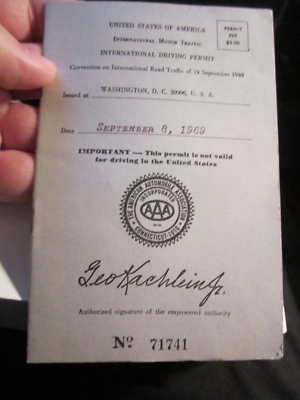 UNITED STATES OF AMERICA
INTERNATIONAL MOTOR TRAFFIC
INTERNATIONAL DRIVING PERMIT
PERMIT
FEE
$3.00
Convention on International Road Traffic of 19 September 1949
Issued at WASHINGTON, D. C. 20006, U. S. A.
Date SEPTEMBER 8, 1969
IMPORTANT — This permit is not valid
for driving in the United States
THE AMERICAN AUTOMOBILE ASSOCIATION
INCORPORATED
AAA
CONNECTICUT-1910
Geo Kachlein Jr.
Authorized signature of the empowered authority
Nº 71741